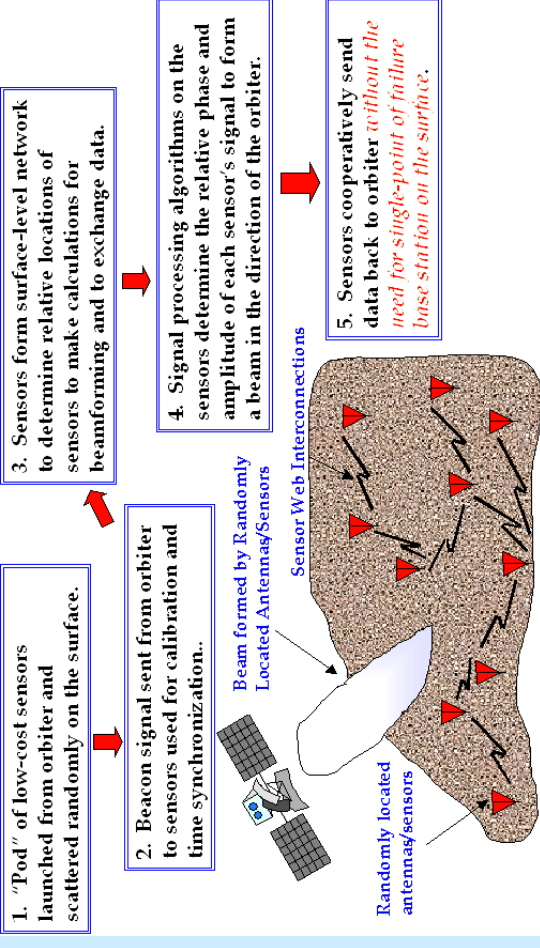 1. "Pod" of low-cost sensors
launched from orbiter and
scattered randomly on the surface.
2. Beacon signal sent from orbiter
to sensors used for calibration and
time synchronization..
3. Sensors form surface-level network
to determine relative locations of
sensors to make calculations for
beamforming and to exchange data.
4. Signal processing algorithms on the
sensors determine the relative phase and
amplitude of each sensor's signal to form
a beam in the direction of the orbiter.
5. Sensors cooperatively send
data back to orbiter without the
need for single-point of failure
base station on the surface.
Beam formed by Randomly
Located Antennas/Sensors
Sensor Web Interconnections
Randomly located
antennas/sensors